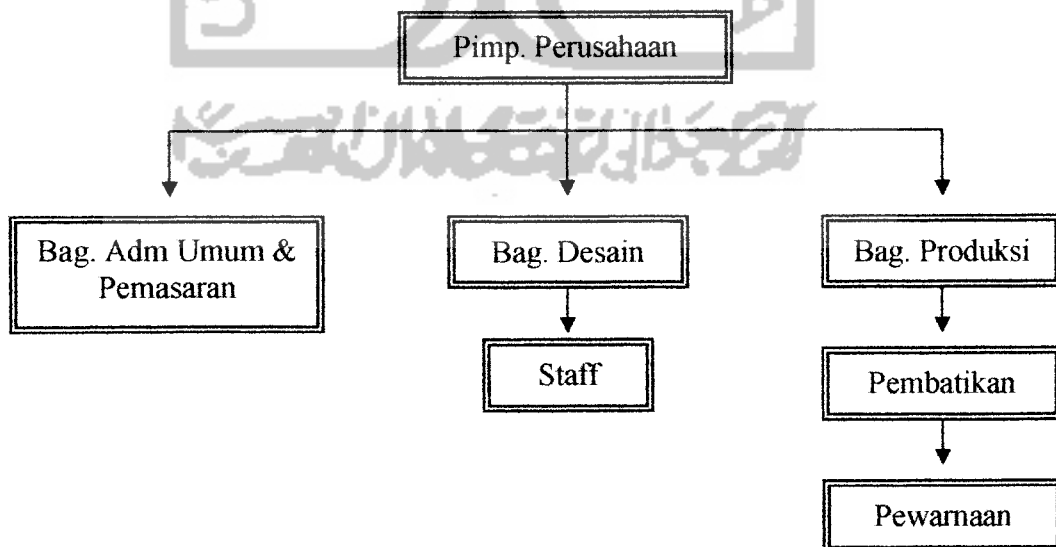 Pimp. Perusahaan
Bag. Adm Umum &
Pemasaran
Bag. Desain
Bag. Produksi
Staff
Pembatikan
Pewarnaan